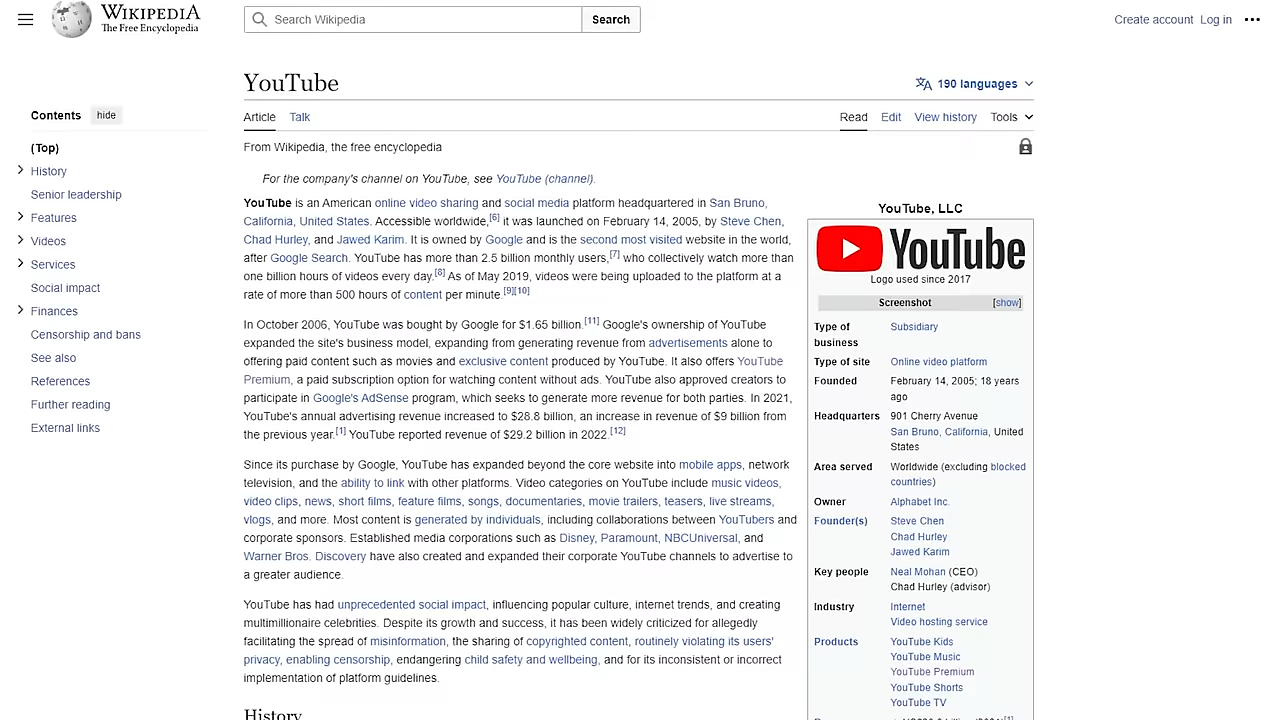 WIKIPEDIA
The Free Encyclopedia
Search Wikipedia
Search
Create account Log in
YouTube
190 languages
Contents hide
Article Talk
Read Edit View history Tools
(Top)
History
Senior leadership
Features
Videos
Services
Social impact
Finances
Censorship and bans
See also
References
Further reading
External links
From Wikipedia, the free encyclopedia
For the company's channel on YouTube, see YouTube (channel).
YouTube is an American online video sharing and social media platform headquartered in San Bruno,
California, United States. Accessible worldwide,[6] it was launched on February 14, 2005, by Steve Chen,
Chad Hurley, and Jawed Karim. It is owned by Google and is the second most visited website in the world,
after Google Search. YouTube has more than 2.5 billion monthly users,[7] who collectively watch more than
one billion hours of videos every day.[8] As of May 2019, videos were being uploaded to the platform at a
rate of more than 500 hours of content per minute.[9][10]
In October 2006, YouTube was bought by Google for $1.65 billion.[11] Google's ownership of YouTube
expanded the site's business model, expanding from generating revenue from advertisements alone to
offering paid content such as movies and exclusive content produced by YouTube. It also offers YouTube
Premium, a paid subscription option for watching content without ads. YouTube also approved creators to
participate in Google's AdSense program, which seeks to generate more revenue for both parties. In 2021,
YouTube's annual advertising revenue increased to $28.8 billion, an increase in revenue of $9 billion from
the previous year.[1] YouTube reported revenue of $29.2 billion in 2022.[12]
Since its purchase by Google, YouTube has expanded beyond the core website into mobile apps, network
television, and the ability to link with other platforms. Video categories on YouTube include music videos,
video clips, news, short films, feature films, songs, documentaries, movie trailers, teasers, live streams,
vlogs, and more. Most content is generated by individuals, including collaborations between YouTubers and
corporate sponsors. Established media corporations such as Disney, Paramount, NBCUniversal, and
Warner Bros. Discovery have also created and expanded their corporate YouTube channels to advertise to
a greater audience.
YouTube has had unprecedented social impact, influencing popular culture, internet trends, and creating
multimillionaire celebrities. Despite its growth and success, it has been widely criticized for allegedly
facilitating the spread of misinformation, the sharing of copyrighted content, routinely violating its users'
privacy, enabling censorship, endangering child safety and wellbeing, and for its inconsistent or incorrect
implementation of platform guidelines.
History
YouTube, LLC
YouTube
Logo used since 2017
Screenshot [show]
Type of business Subsidiary
Type of site Online video platform
Founded February 14, 2005; 18 years
ago
Headquarters 901 Cherry Avenue
San Bruno, California, United
States
Area served Worldwide (excluding blocked
countries)
Owner Alphabet Inc.
Founder(s) Steve Chen
Chad Hurley
Jawed Karim
Key people Neal Mohan (CEO)
Chad Hurley (advisor)
Industry Internet
Video hosting service
Products YouTube Kids
YouTube Music
YouTube Premium
YouTube Shorts
YouTube TV